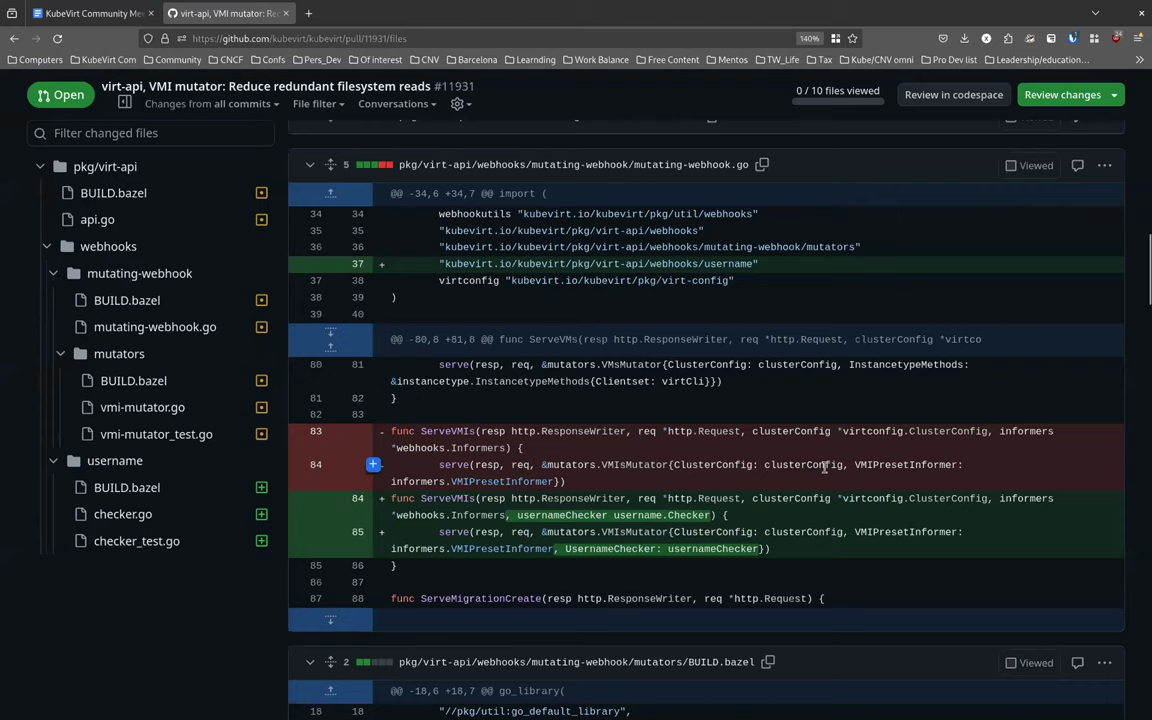 KubeVirt Community Me
virt-api, VMI mutator: Re
https://github.com/kubevirt/kubevirt/pull/11931/files
140%
24
Computers
KubeVirt Com
Community
CNCF
Confs
Pers_Dev
Of interest
CNV
Barcelona
Learnding
Work Balance
Free Content
Mentos
TW_Life
Tax
Kube/CNV omni
Pro Dev list
Leadership/education...
Open
virt-api, VMI mutator: Reduce redundant filesystem reads #11931
Changes from all commits
File filter
Conversations
0 / 10 files viewed
Review in codespace
Review changes
Filter changed files
pkg/virt-api
BUILD.bazel
api.go
webhooks
mutating-webhook
BUILD.bazel
mutating-webhook.go
mutators
BUILD.bazel
vmi-mutator.go
vmi-mutator_test.go
username
BUILD.bazel
checker.go
checker_test.go
5 pkg/virt-api/webhooks/mutating-webhook/mutating-webhook.go
Viewed
@@ -34,6 +34,7 @@ import (
34 34 webhookutils "kubevirt.io/kubevirt/pkg/util/webhooks"
35 35 "kubevirt.io/kubevirt/pkg/virt-api/webhooks"
36 36 "kubevirt.io/kubevirt/pkg/virt-api/webhooks/mutating-webhook/mutators"
37 + "kubevirt.io/kubevirt/pkg/virt-api/webhooks/username"
37 38 virtconfig "kubevirt.io/kubevirt/pkg/virt-config"
38 39 )
39 40
@@ -80,8 +81,8 @@ func ServeVMs(resp http.ResponseWriter, req *http.Request, clusterConfig *virtco
80 81 serve(resp, req, &mutators.VMsMutator{ClusterConfig: clusterConfig, InstancetypeMethods:
&instancetype.InstancetypeMethods{Clientset: virtCli}})
81 82 }
82 83
83 - func ServeVMIs(resp http.ResponseWriter, req *http.Request, clusterConfig *virtconfig.ClusterConfig, informers
*webhooks.Informers) {
84 serve(resp, req, &mutators.VMIsMutator{ClusterConfig: clusterConfig, VMIPresetInformer:
informers.VMIPresetInformer})
84 + func ServeVMIs(resp http.ResponseWriter, req *http.Request, clusterConfig *virtconfig.ClusterConfig, informers
*webhooks.Informers, usernameChecker username.Checker) {
85 + serve(resp, req, &mutators.VMIsMutator{ClusterConfig: clusterConfig, VMIPresetInformer:
informers.VMIPresetInformer, UsernameChecker: usernameChecker})
85 86 }
86 87
87 88 func ServeMigrationCreate(resp http.ResponseWriter, req *http.Request) {
2 pkg/virt-api/webhooks/mutating-webhook/mutators/BUILD.bazel
Viewed
@@ -18,6 +18,7 @@ go_library(
18 18 "//pkg/util:go_default_library",